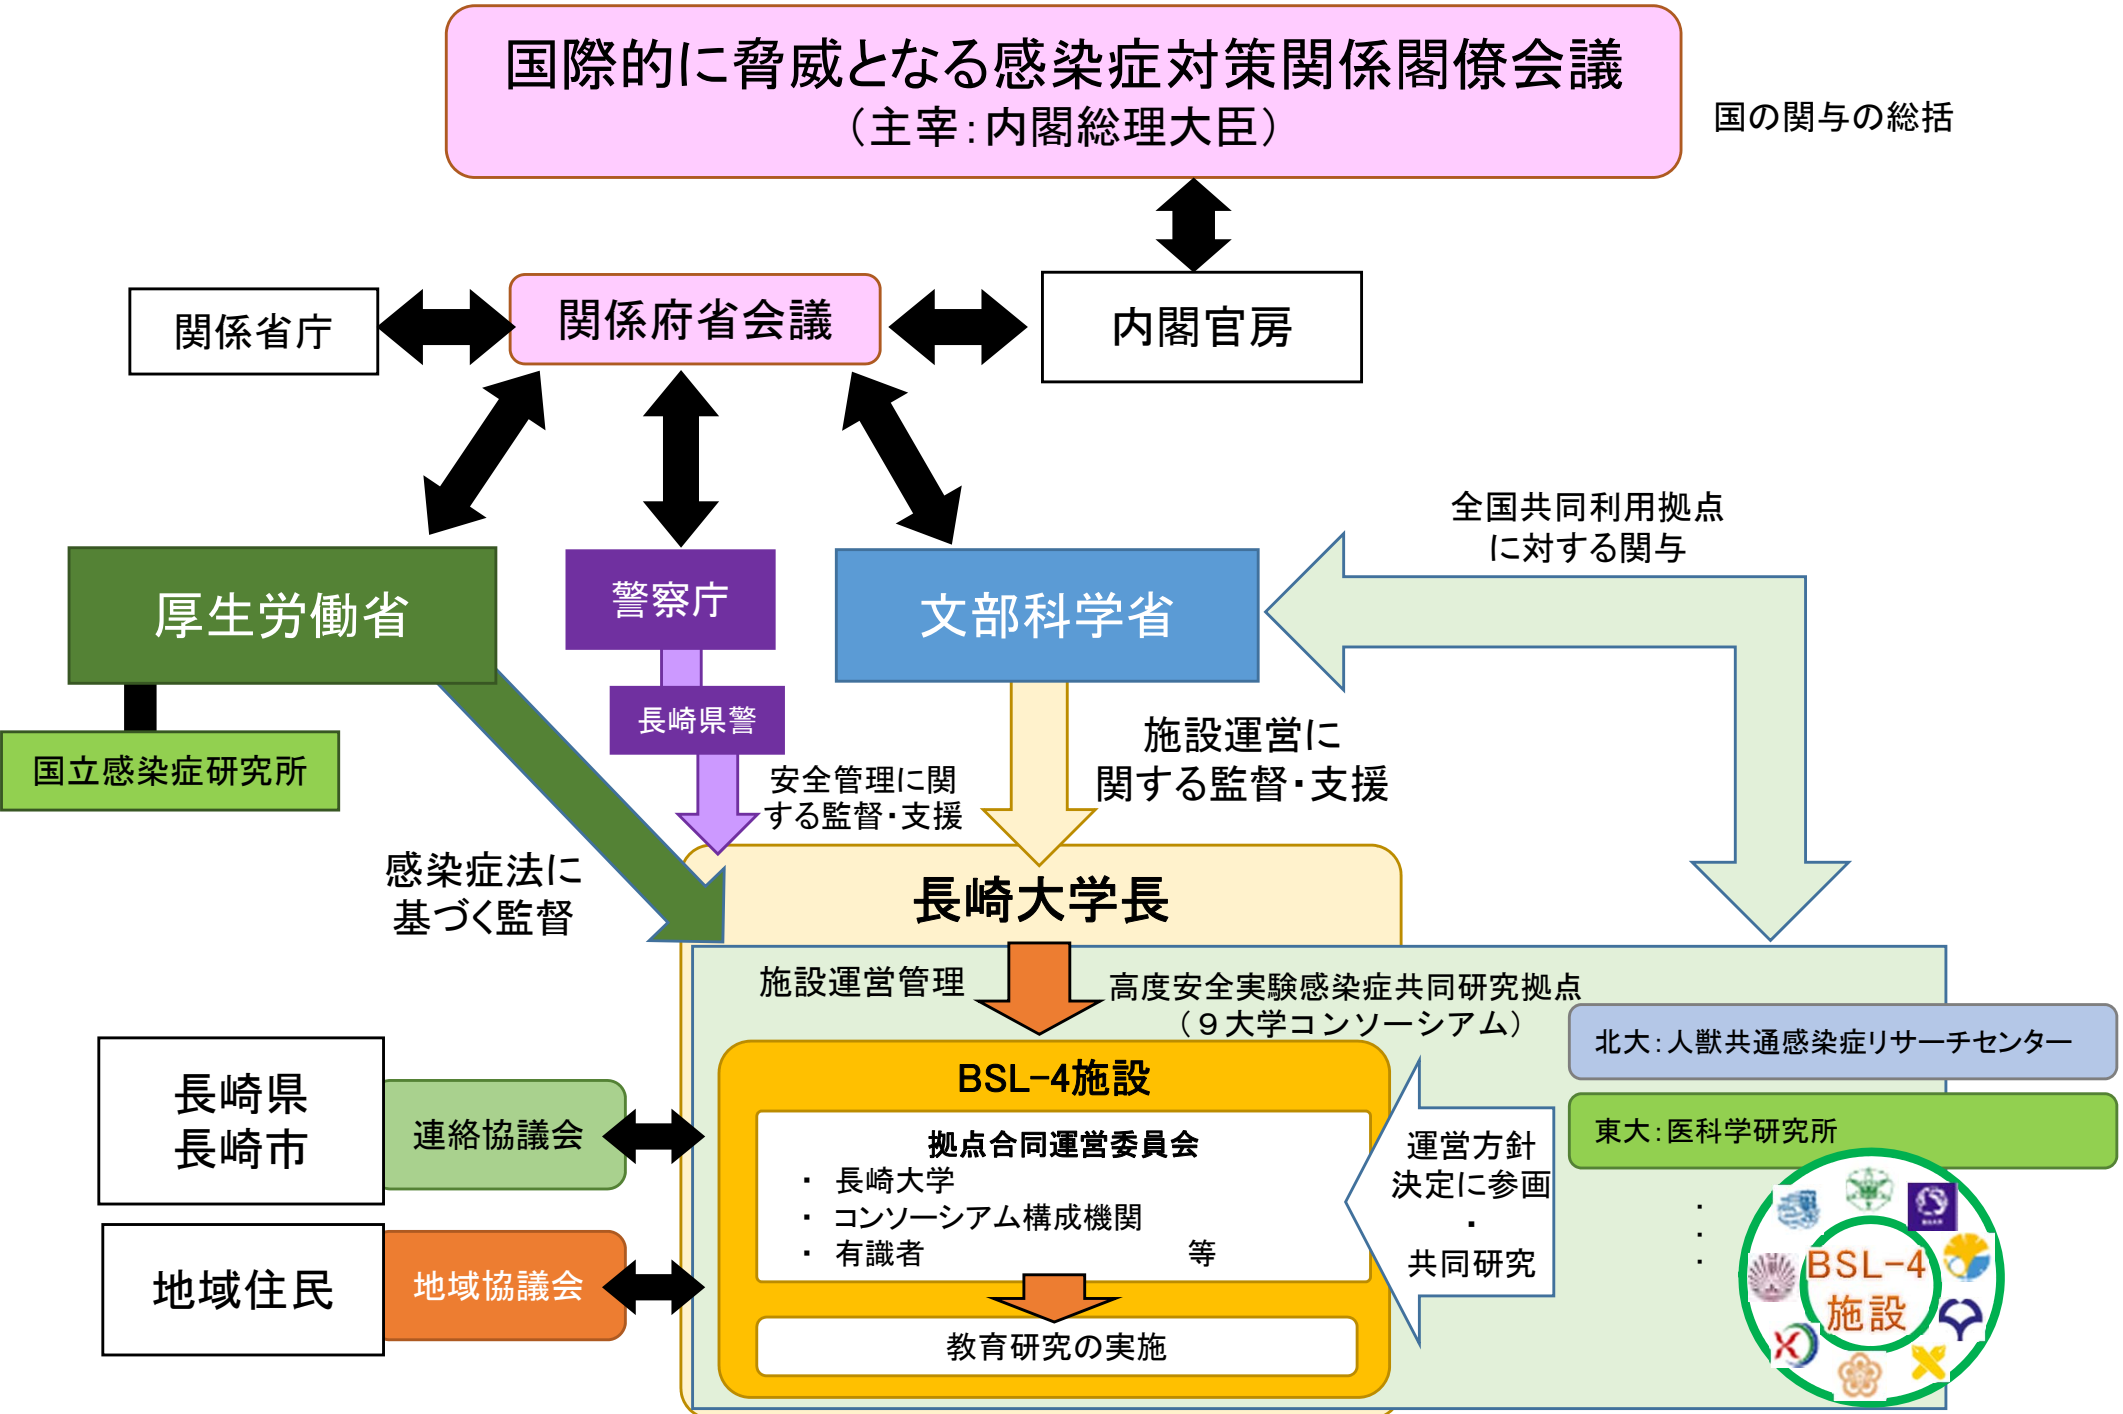 国際的に脅威となる感染症対策関係閣僚会議
（主宰：内閣総理大臣）
国の関与の総括
関係省庁
関係府省会議
内閣官房
全国共同利用拠点
に対する関与
厚生労働省
警察庁
文部科学省
長崎県警
国立感染症研究所
施設運営に
関する監督・支援
安全管理に関
する監督・支援
感染症法に
基づく監督
長崎大学長
施設運営管理
高度安全実験感染症共同研究拠点
（９大学コンソーシアム）
北大：人獣共通感染症リサーチセンター
東大：医科学研究所
・
・
・
BSL-4施設
拠点合同運営委員会
・ 長崎大学
・ コンソーシアム構成機関
・ 有識者 等
教育研究の実施
運営方針
決定に参画
・
共同研究
長崎県
長崎市
連絡協議会
地域住民
地域協議会
BSL-4
施設